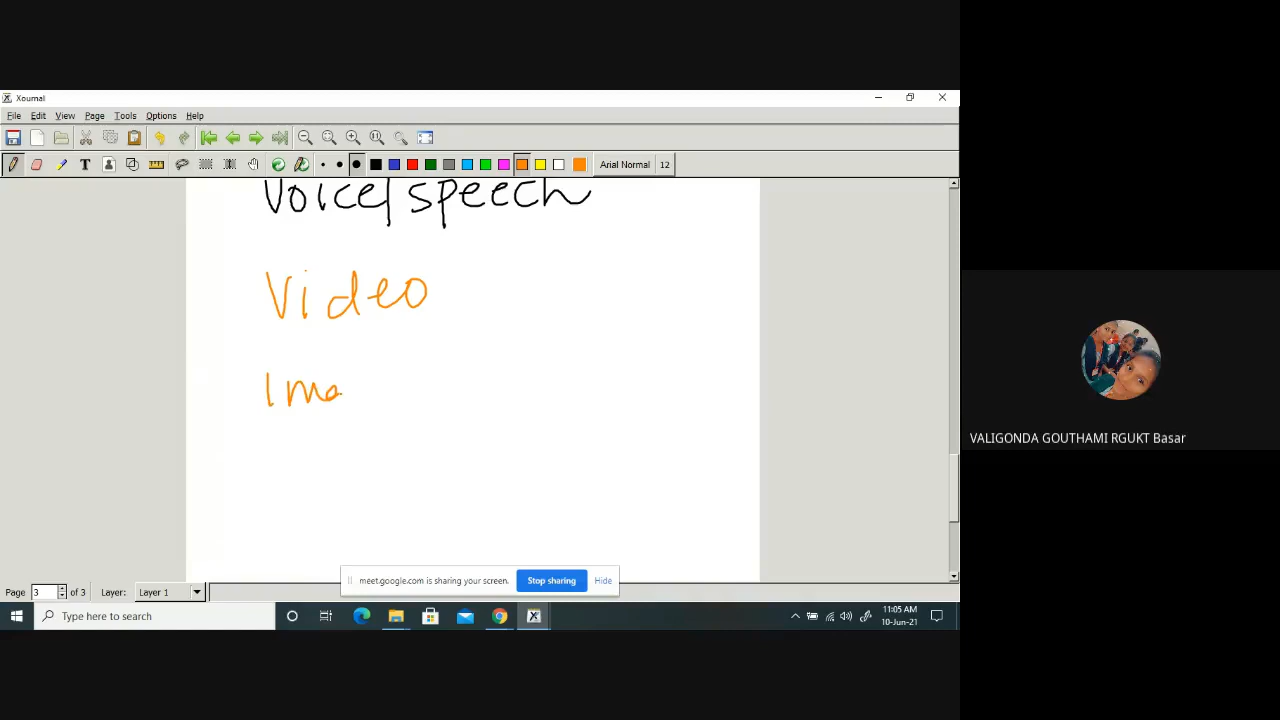 Xournal
File Edit View Page Tools Options Help
T Arial Normal 12
Voice/speech
Video
Ima
VALIGONDA GOUTHAMI RGUKT Basar
meet.google.com is sharing your screen. Stop sharing Hide
Page 3 of 3 Layer: Layer 1
Type here to search
11:05 AM
10-Jun-21